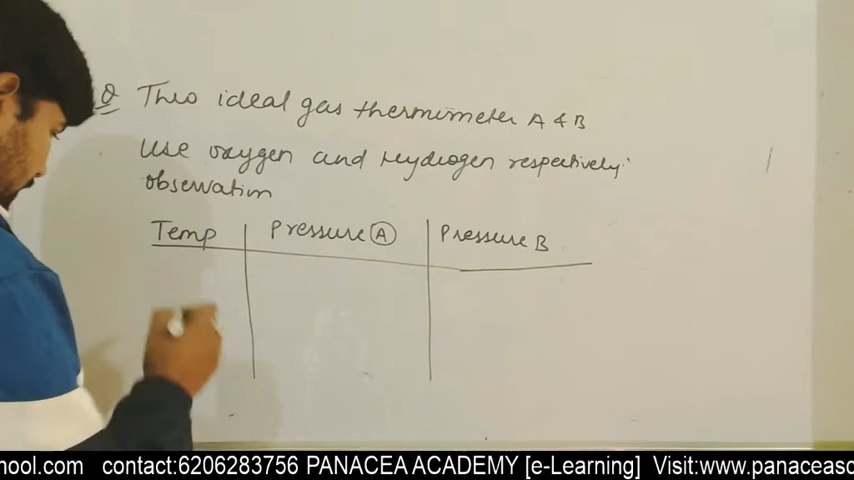 Q Two ideal gas thermometer A & B
Use oxygen and Hydrogen respectively.
observation
Temp Pressure A Pressure B
hool.com contact:6206283756 PANACEA ACADEMY [e-Learning] Visit:www.panaceasc